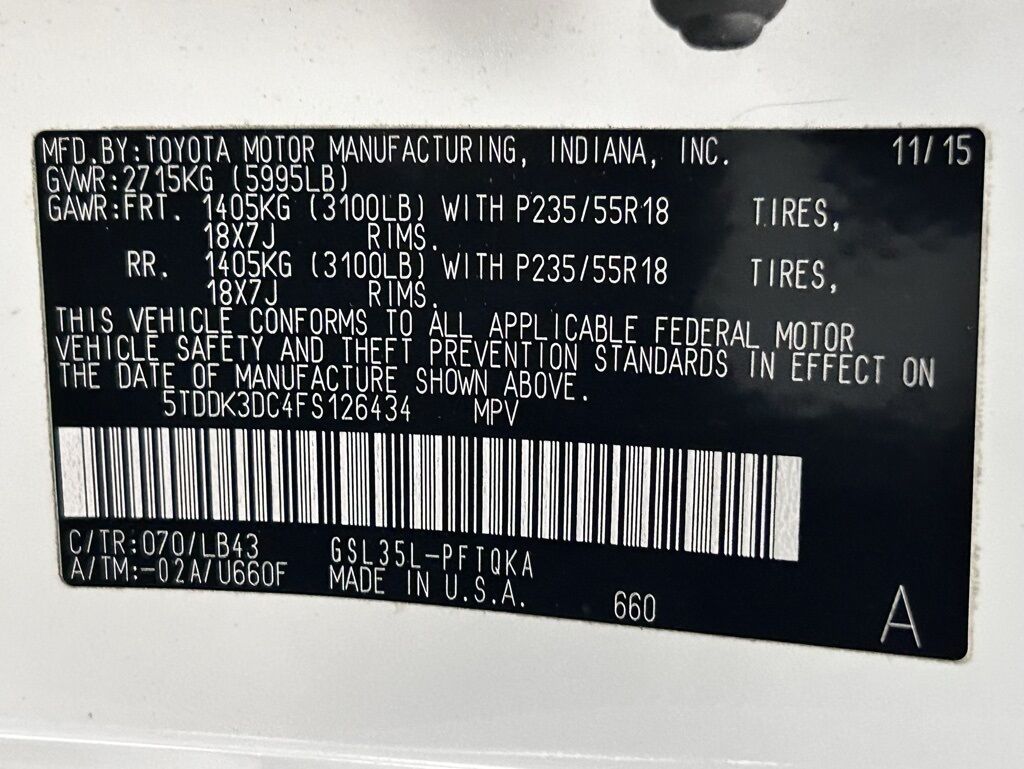 MFD.BY:TOYOTA MOTOR MANUFACTURING, INDIANA, INC. 11/15
GVWR:2715KG (5995LB)
GAWR:FRT. 1405KG (3100LB) WITH P235/55R18 TIRES,
18X7J RIMS.
RR. 1405KG (3100LB) WITH P235/55R18 TIRES,
18X7J RIMS.
THIS VEHICLE CONFORMS TO ALL APPLICABLE FEDERAL MOTOR
VEHICLE SAFETY AND THEFT PREVENTION STANDARDS IN EFFECT ON
THE DATE OF MANUFACTURE SHOWN ABOVE.
5TDDK3DC4FS126434 MPV
C/TR:070/LB43 GSL35L-PFTQKA
A/TM:-02A/U660F MADE IN U.S.A. 660 A